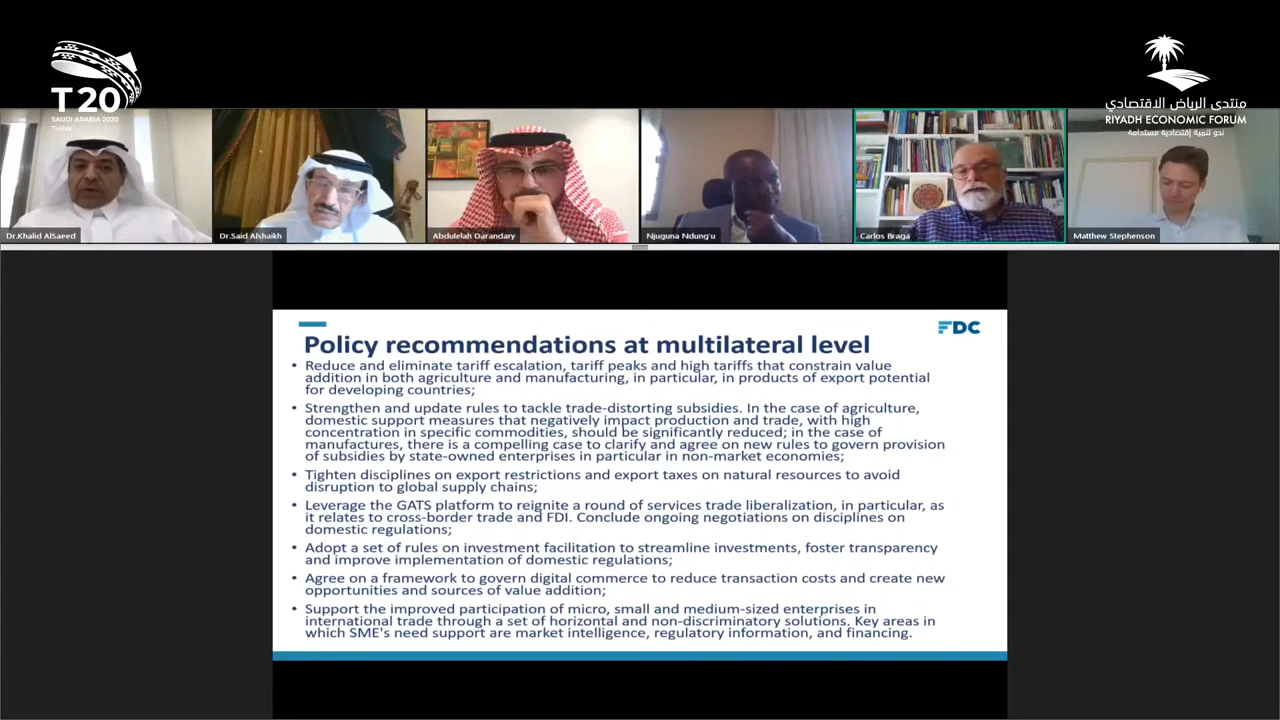 T20
SAUDI ARABIA 2020
THINK
منتدى الرياض الاقتصادي
RIYADH ECONOMIC FORUM
نحو تنمية إقتصادية مستدامة
Dr.Khalid AlSaeed
Dr.Said Alshaikh
Abdulelah Darandary
Njuguna Ndung'u
Carlos Braga
Matthew Stephenson
FDC
Policy recommendations at multilateral level
• Reduce and eliminate tariff escalation, tariff peaks and high tariffs that constrain value
addition in both agriculture and manufacturing, in particular, in products of export potential
for developing countries;
• Strengthen and update rules to tackle trade-distorting subsidies. In the case of agriculture,
domestic support measures that negatively impact production and trade, with high
concentration in specific commodities, should be significantly reduced; in the case of
manufactures, there is a compelling case to clarify and agree on new rules to govern provision
of subsidies by state-owned enterprises in particular in non-market economies;
• Tighten disciplines on export restrictions and export taxes on natural resources to avoid
disruption to global supply chains;
• Leverage the GATS platform to reignite a round of services trade liberalization, in particular, as
it relates to cross-border trade and FDI. Conclude ongoing negotiations on disciplines on
domestic regulations;
• Adopt a set of rules on investment facilitation to streamline investments, foster transparency
and improve implementation of domestic regulations;
• Agree on a framework to govern digital commerce to reduce transaction costs and create new
opportunities and sources of value addition;
• Support the improved participation of micro, small and medium-sized enterprises in
international trade through a set of horizontal and non-discriminatory solutions. Key areas in
which SME's need support are market intelligence, regulatory information, and financing.